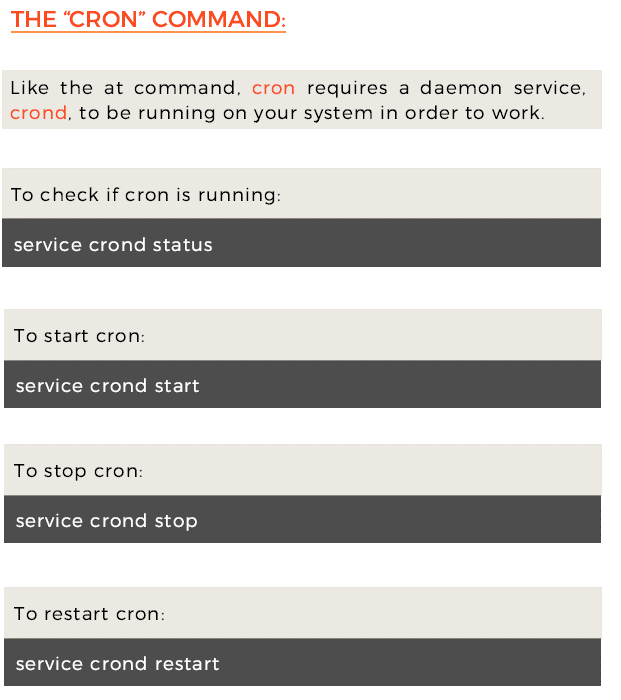 THE “CRON” COMMAND:
Like the at command, cron requires a daemon service,
crond, to be running on your system in order to work.
To check if cron is running:
service crond status
To start cron:
service crond start
To stop cron:
service crond stop
To restart cron:
service crond restart